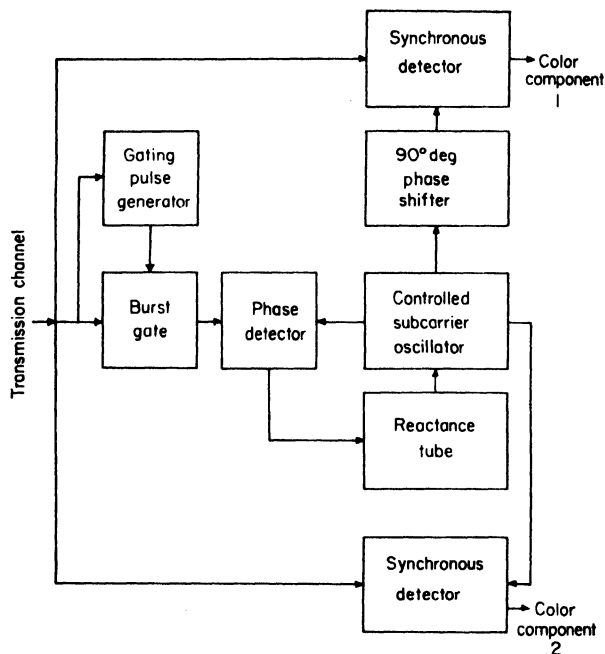 Synchronous
detector
Color
component
1
Gating
pulse
generator
90° deg
phase
shifter
Transmission channel
Burst
gate
Phase
detector
Controlled
subcarrier
oscillator
Reactance
tube
Synchronous
detector
Color
component
2